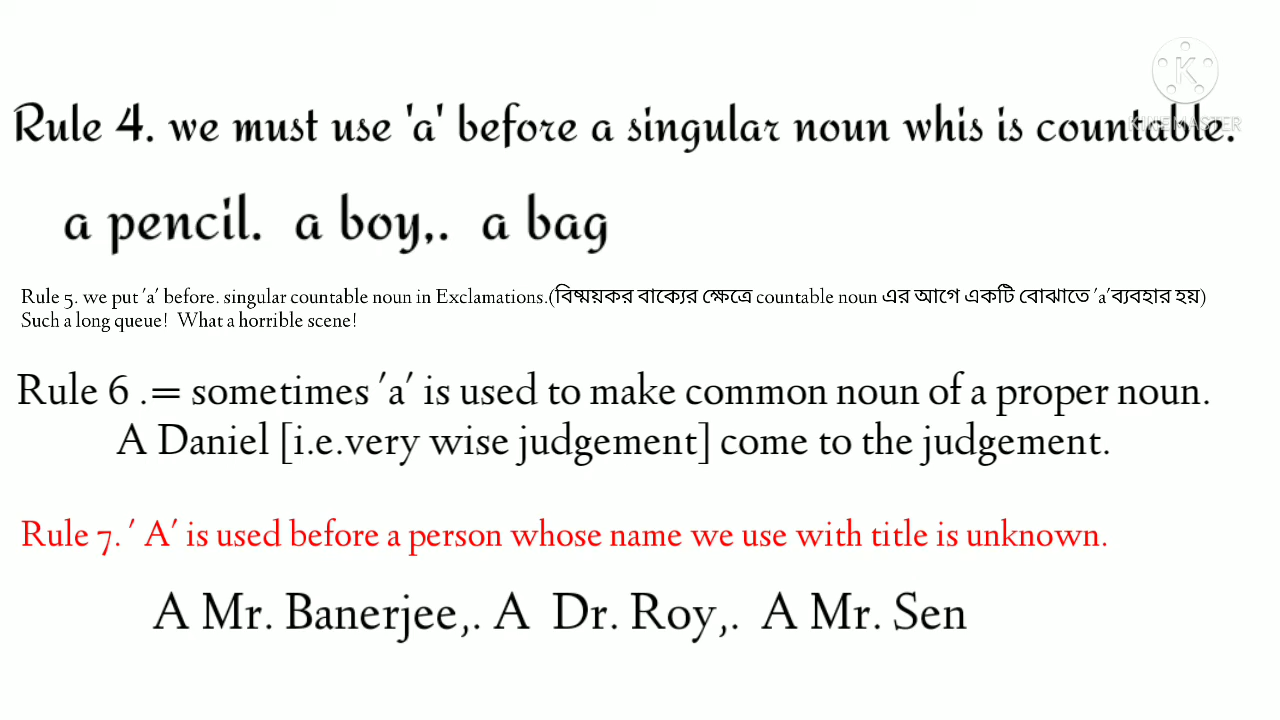 Rule 4. we must use 'a' before a singular noun whis is countable.
KINEMASTER
a pencil. a boy,. a bag
Rule 5. we put 'a' before. singular countable noun in Exclamations.(বিষ্ময়কর বাক্যের ক্ষেত্রে countable noun এর আগে একটি বোঝাতে 'a'ব্যবহার হয়)
Such a long queue! What a horrible scene!
Rule 6 .= sometimes 'a' is used to make common noun of a proper noun.
A Daniel [i.e.very wise judgement] come to the judgement.
Rule 7. ' A' is used before a person whose name we use with title is unknown.
A Mr. Banerjee,. A Dr. Roy,. A Mr. Sen